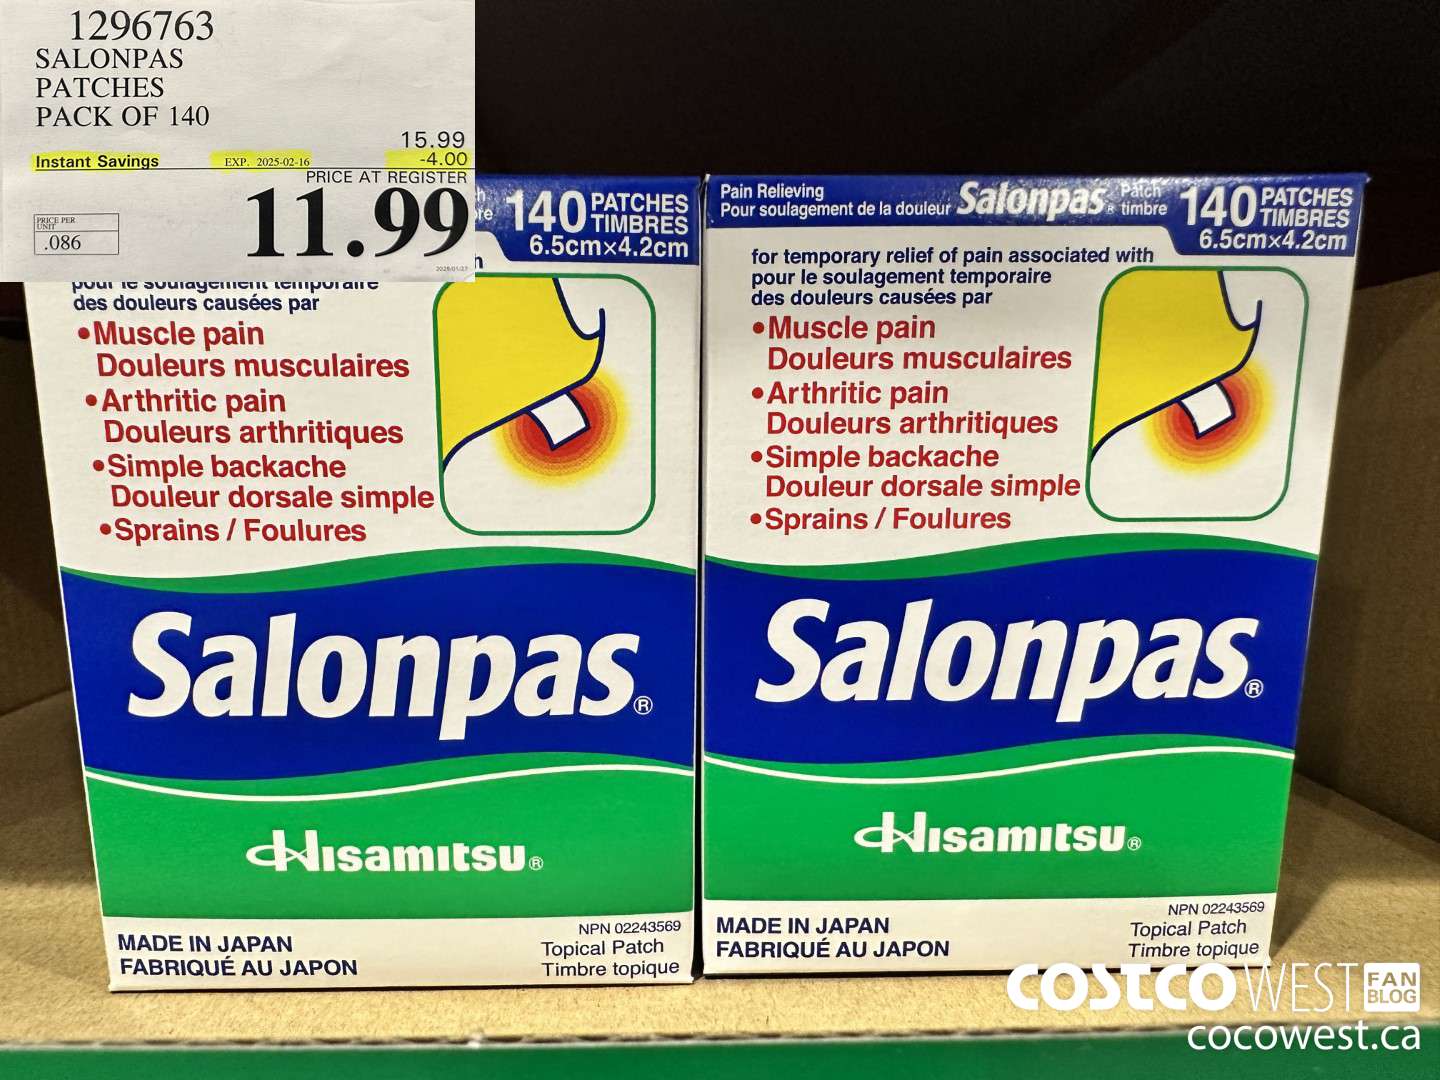 1296763
SALONPAS
PATCHES
PACK OF 140
15.99
Instant Savings EXP. 2025-02-16 -4.00
PRICE AT REGISTER
11.99
PRICE PER
UNIT
.086
140 PATCHES
TIMBRES
6.5cm×4.2cm
pour le soulagement temporaire
des douleurs causées par
•Muscle pain
Douleurs musculaires
•Arthritic pain
Douleurs arthritiques
•Simple backache
Douleur dorsale simple
•Sprains / Foulures
Salonpas®
Hisamitsu®
MADE IN JAPAN
FABRIQUÉ AU JAPON
NPN 02243569
Topical Patch
Timbre topique
Pain Relieving
Pour soulagement de la douleur
Salonpas®
Patch
timbre
140 PATCHES
TIMBRES
6.5cm×4.2cm
for temporary relief of pain associated with
pour le soulagement temporaire
des douleurs causées par
•Muscle pain
Douleurs musculaires
•Arthritic pain
Douleurs arthritiques
•Simple backache
Douleur dorsale simple
•Sprains / Foulures
Salonpas®
Hisamitsu®
MADE IN JAPAN
FABRIQUÉ AU JAPON
NPN 02243569
Topical Patch
Timbre topique
COSTCO WEST FAN
BLOG
cocowest.ca